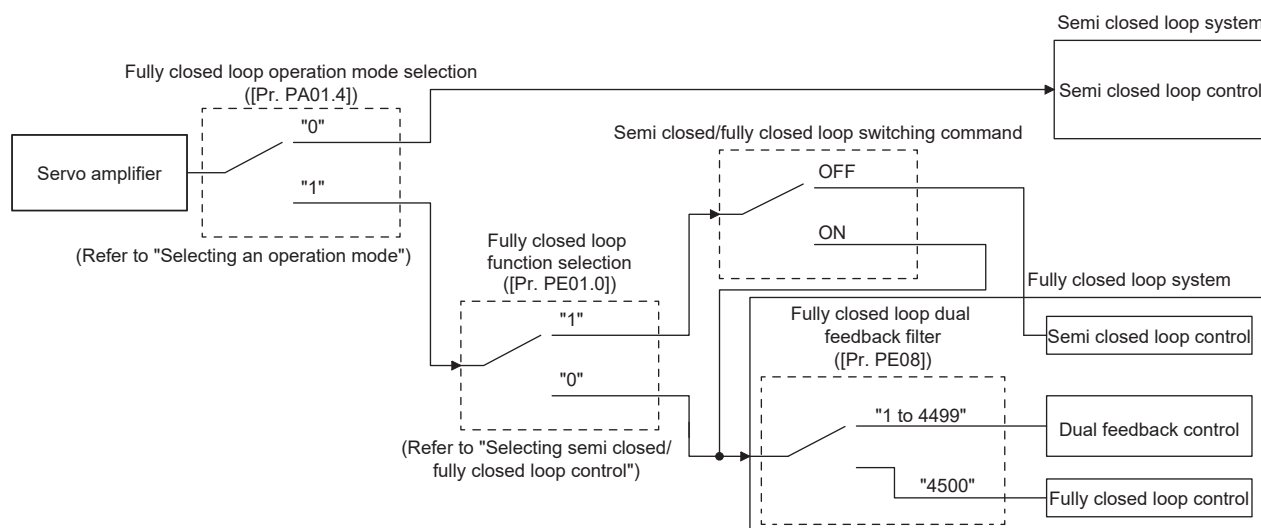 Semi closed loop system
Fully closed loop operation mode selection
([Pr. PA01.4])
Semi closed loop control
"0"
Semi closed/fully closed loop switching command
Servo amplifier
OFF
"1"
ON
(Refer to "Selecting an operation mode")
Fully closed loop
function selection
([Pr. PE01.0])
Fully closed loop system
Fully closed loop dual
feedback filter
([Pr. PE08])
"1"
Semi closed loop control
"0"
"1 to 4499"
Dual feedback control
(Refer to "Selecting semi closed/
fully closed loop control")
"4500"
Fully closed loop control